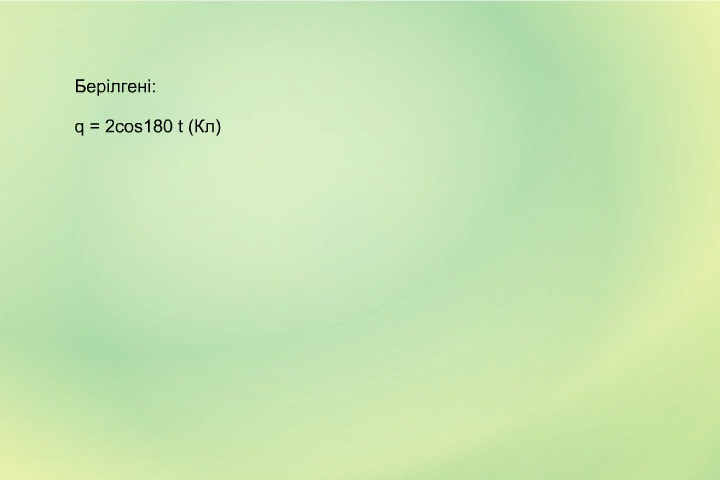 Берілгені:
q = 2cos180 t (Кл)